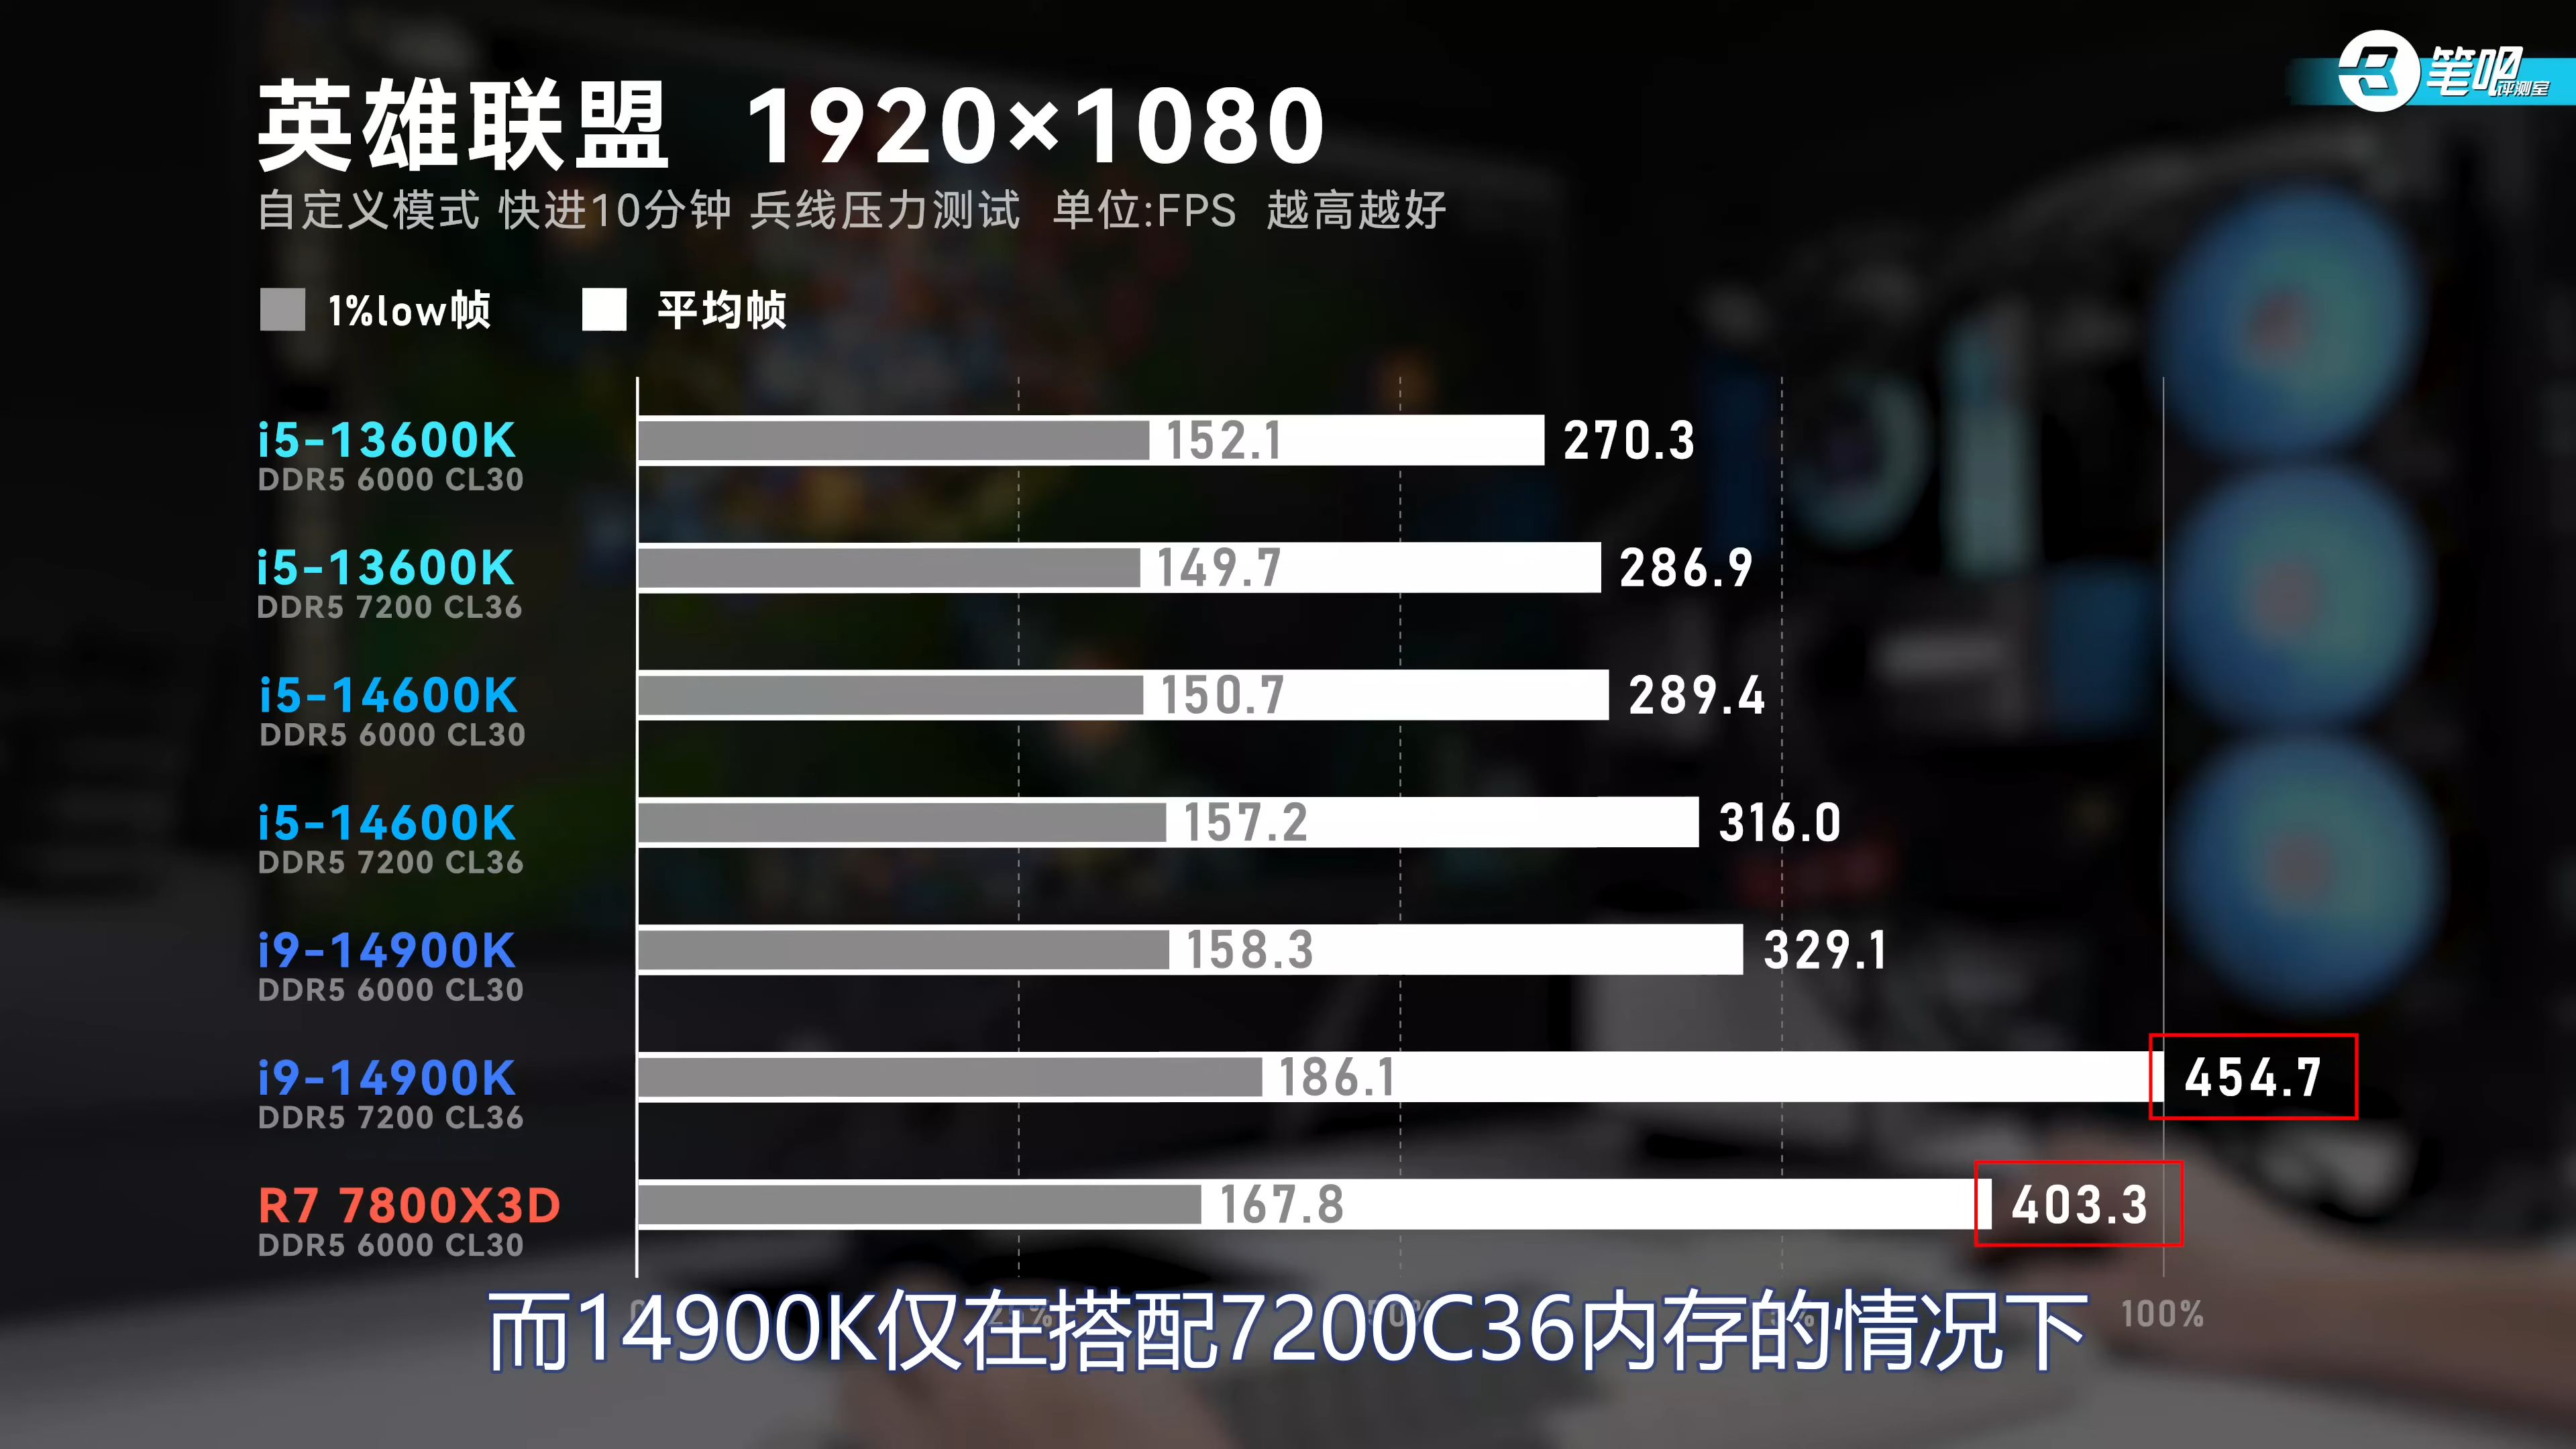 笔吧评测室
英雄联盟 1920×1080
自定义模式 快进10分钟 兵线压力测试 单位:FPS 越高越好
1%low帧 平均帧
i5-13600K 152.1 270.3
DDR5 6000 CL30
i5-13600K 149.7 286.9
DDR5 7200 CL36
i5-14600K 150.7 289.4
DDR5 6000 CL30
i5-14600K 157.2 316.0
DDR5 7200 CL36
i9-14900K 158.3 329.1
DDR5 6000 CL30
i9-14900K 186.1 454.7
DDR5 7200 CL36
R7 7800X3D 167.8 403.3
DDR5 6000 CL30
100%
而14900K仅在搭配7200C36内存的情况下